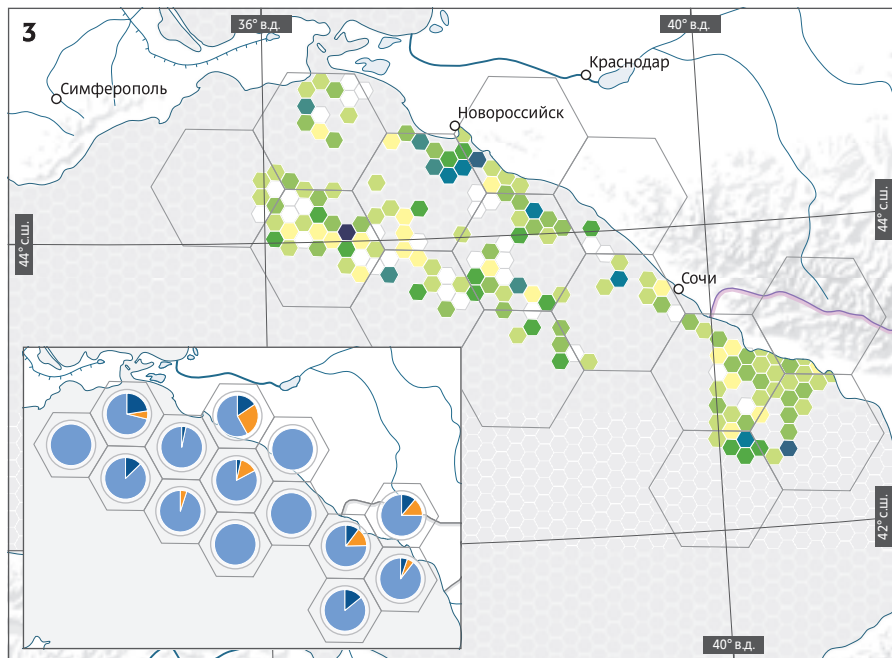 3
36° в.д.
40° в.д.
Симферополь
Краснодар
Новороссийск
44° с.ш.
44° с.ш.
Сочи
42° с.ш.
40° в.д.